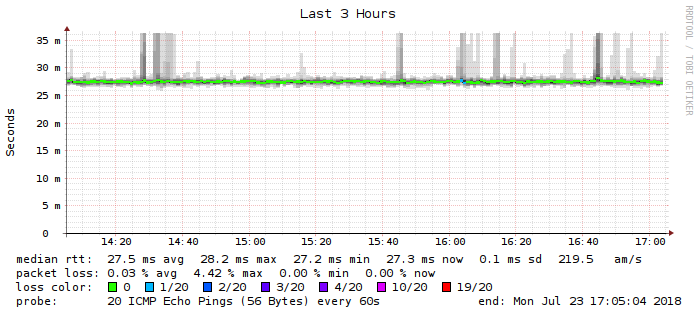 Last 3 Hours
RRDTOOL / TOBI OETIKER
Seconds
35 m
30 m
25 m
20 m
15 m
10 m
5 m
0
14:20 14:40 15:00 15:20 15:40 16:00 16:20 16:40 17:00
median rtt: 27.5 ms avg 28.2 ms max 27.2 ms min 27.3 ms now 0.1 ms sd 219.5 am/s
packet loss: 0.03 % avg 4.42 % max 0.00 % min 0.00 % now
loss color: 0 1/20 2/20 3/20 4/20 10/20 19/20
probe: 20 ICMP Echo Pings (56 Bytes) every 60s end: Mon Jul 23 17:05:04 2018